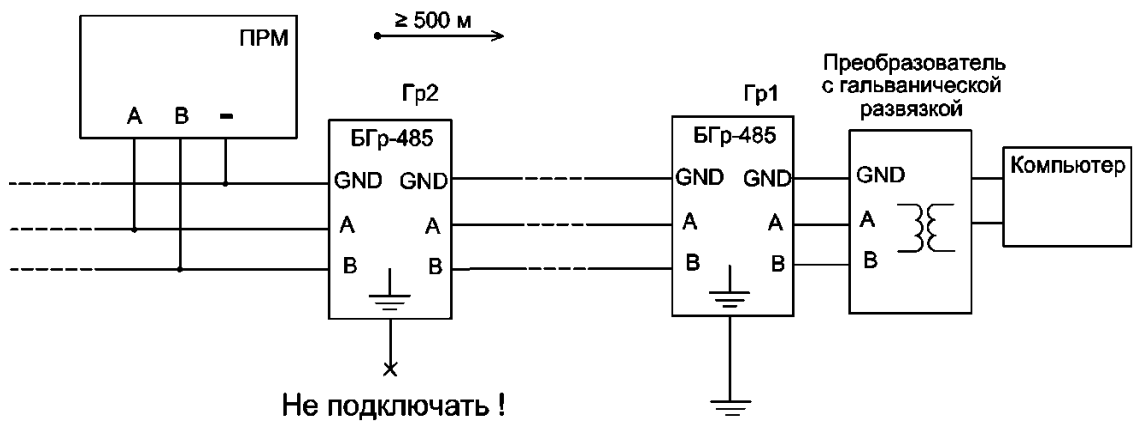 ПРМ
A B -
≥ 500 м
Гр2
БГр-485
GND GND
A A
B B
Не подключать !
Гр1
БГр-485
GND GND
A A
B B
Преобразователь
с гальванической
развязкой
GND
A
B
Компьютер